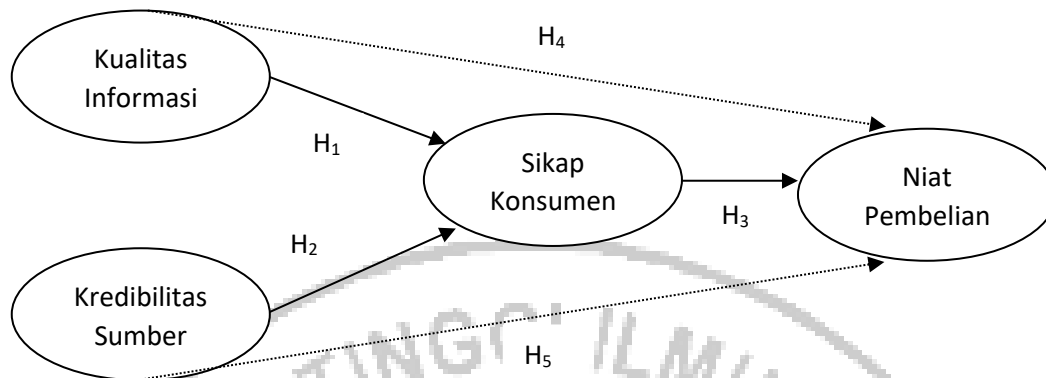 Kualitas
Informasi
H₄
H₁
Sikap
Konsumen
Niat
Pembelian
H₃
H₂
Kredibilitas
Sumber
H₅